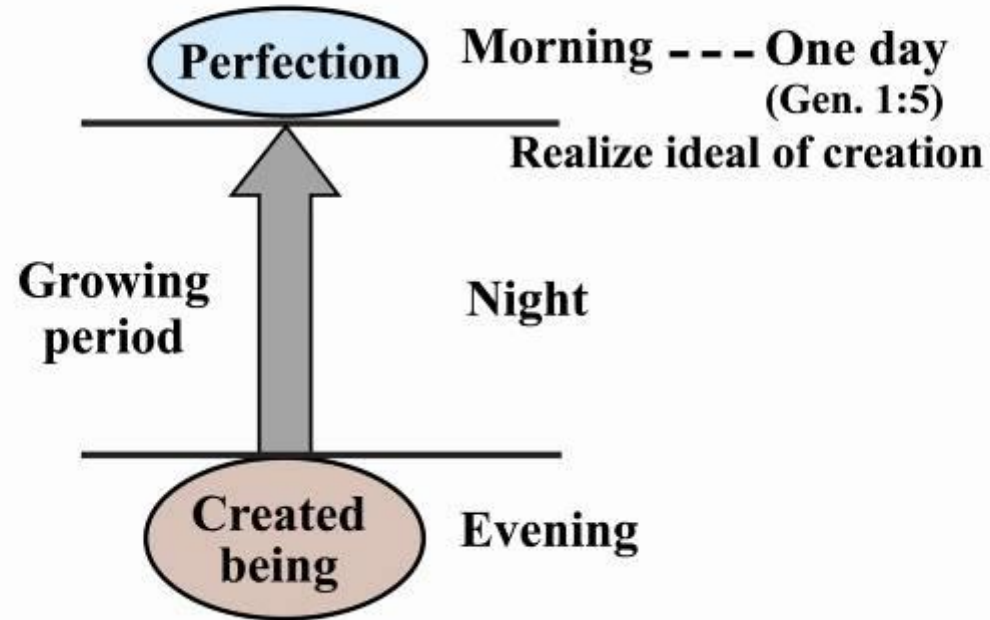 Perfection
Morning --- One day
(Gen. 1:5)
Realize ideal of creation
Growing
period
Night
Created
being
Evening